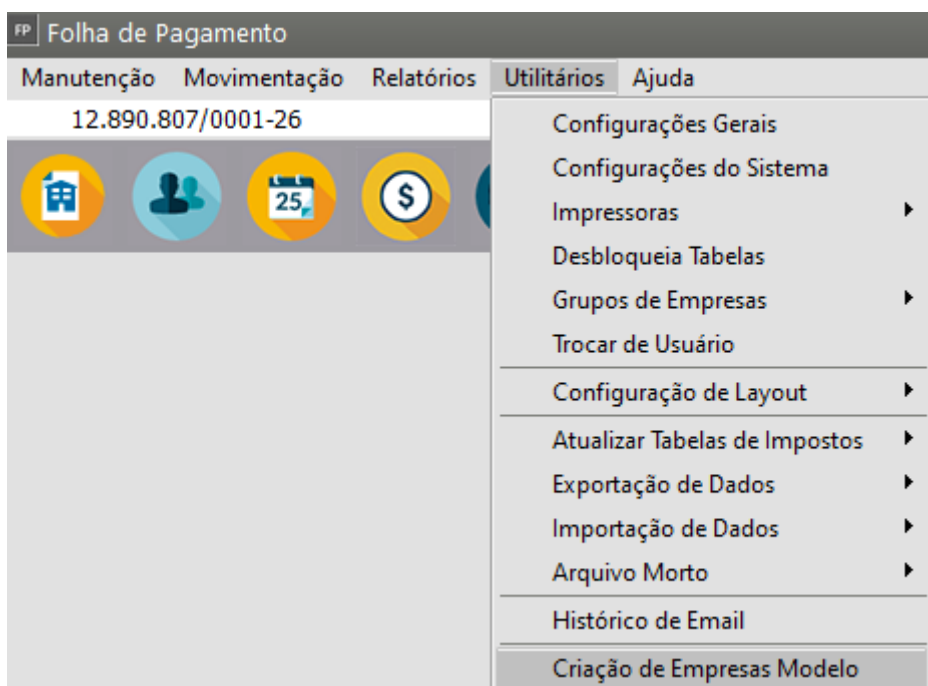 FP Folha de Pagamento
Manutenção Movimentação Relatórios Utilitários Ajuda
12.890.807/0001-26
25
$
Configurações Gerais
Configurações do Sistema
Impressoras
Desbloqueia Tabelas
Grupos de Empresas
Trocar de Usuário
Configuração de Layout
Atualizar Tabelas de Impostos
Exportação de Dados
Importação de Dados
Arquivo Morto
Histórico de Email
Criação de Empresas Modelo